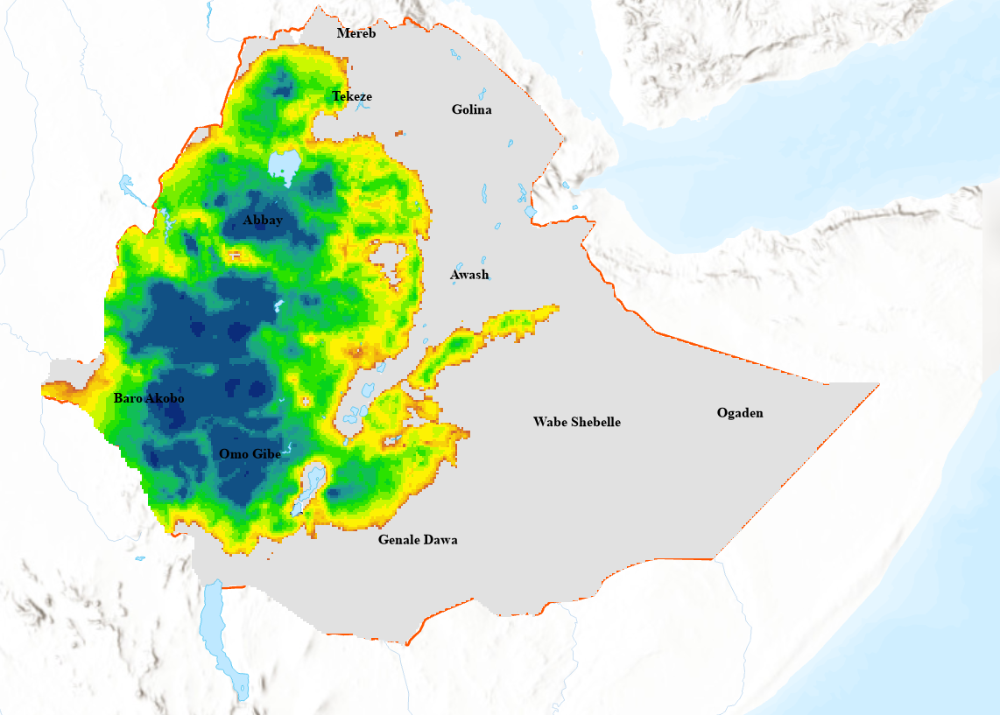 Mereb
Tekeze
Golina
Abbay
Awash
Baro Akobo
Ogaden
Wabe Shebelle
Omo Gibe
Genale Dawa